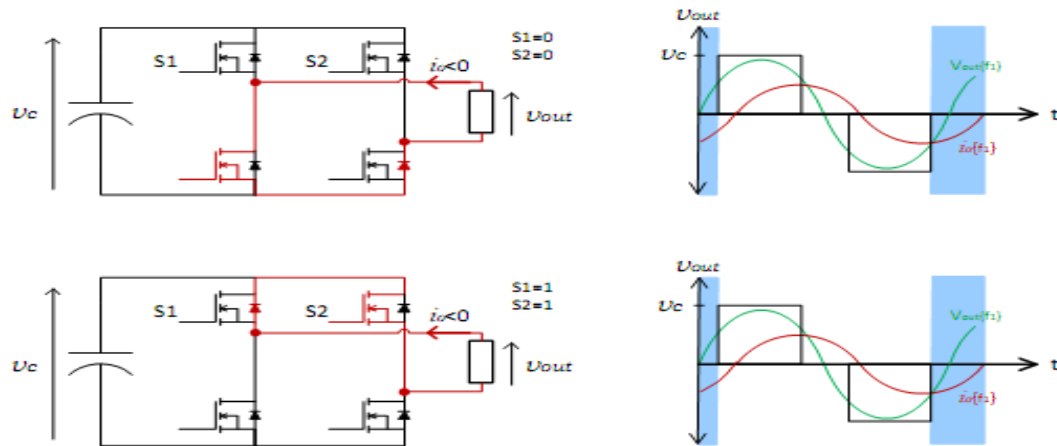 S1=0
S2=0
S1
S2
io<0
υc
υout
υout
υc
Vout{f1}
t
io{f1}
S1=1
S2=1
S1
S2
io<0
υc
υout
υout
υc
Vout{f1}
t
io{f1}